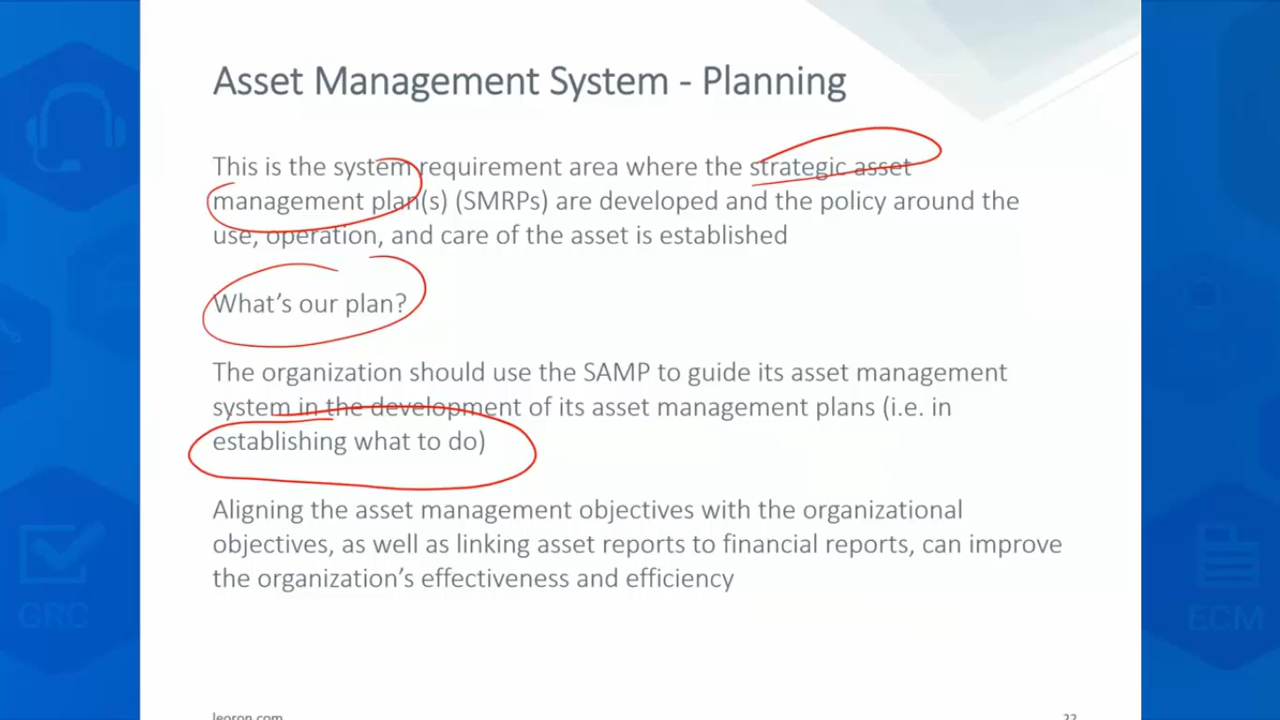 Asset Management System - Planning
This is the system requirement area where the strategic asset
management plan(s) (SMRPs) are developed and the policy around the
use, operation, and care of the asset is established
What's our plan?
The organization should use the SAMP to guide its asset management
system in the development of its asset management plans (i.e. in
establishing what to do)
Aligning the asset management objectives with the organizational
objectives, as well as linking asset reports to financial reports, can improve
the organization's effectiveness and efficiency
GRC
ECM
leoron.com
22